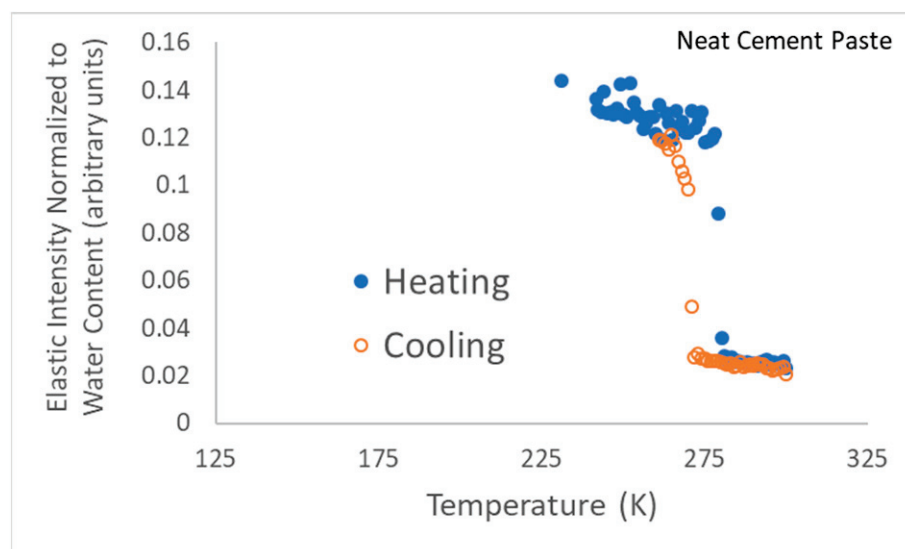 Neat Cement Paste
Elastic Intensity Normalized to
Water Content (arbitrary units)
0.16
0.14
0.12
0.1
0.08
0.06
0.04
0.02
0
Heating
Cooling
125
175
225
275
325
Temperature (K)